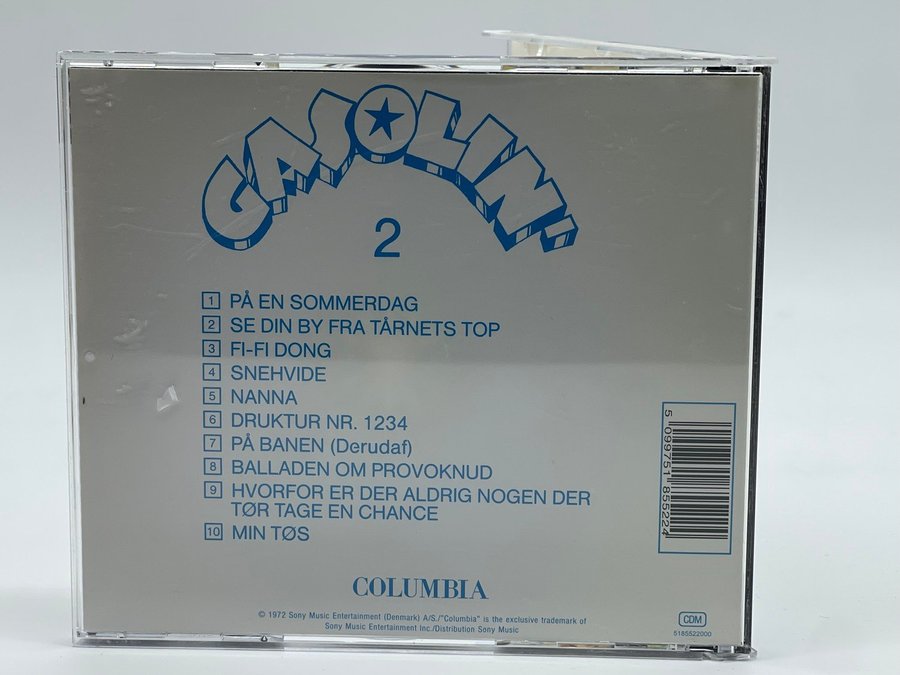 GASOLIN'
2
1 PÅ EN SOMMERDAG
2 SE DIN BY FRA TÅRNETS TOP
3 FI-FI DONG
4 SNEHVIDE
5 NANNA
6 DRUKTUR NR. 1234
7 PÅ BANEN (Derudaf)
8 BALLADEN OM PROVOKNUD
9 HVORFOR ER DER ALDRIG NOGEN DER
TØR TAGE EN CHANCE
10 MIN TØS
5 099751 855224
COLUMBIA
© 1972 Sony Music Entertainment (Denmark) A/S./"Columbia" is the exclusive trademark of
Sony Music Entertainment Inc./Distribution Sony Music
CDM
5185522000